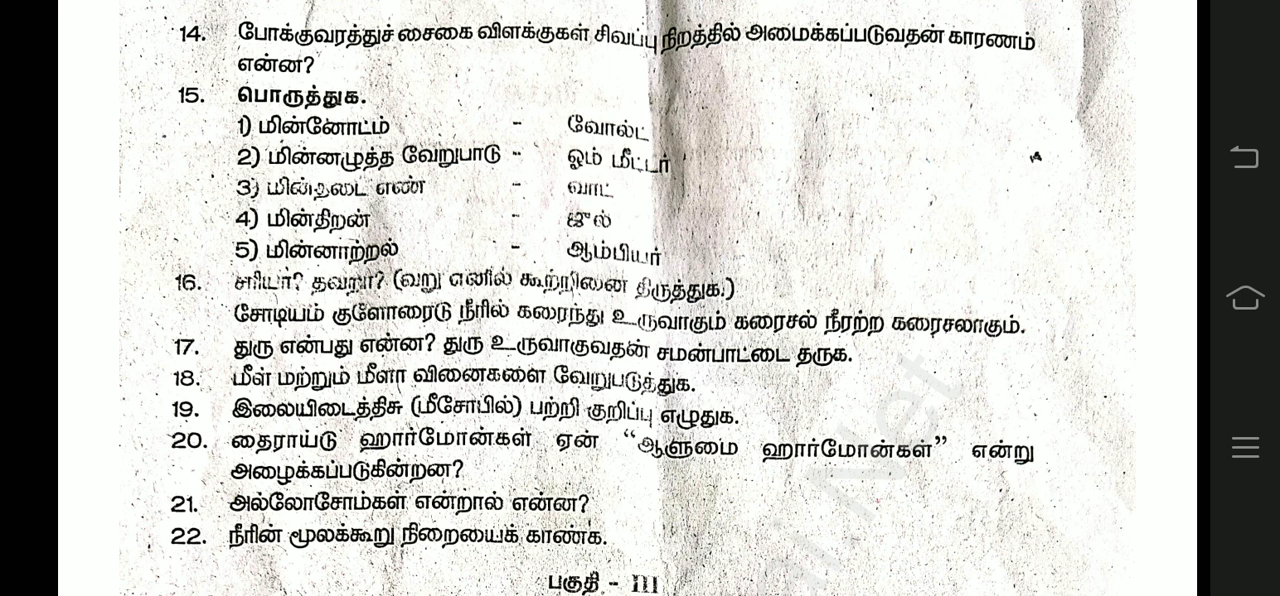 14. போக்குவரத்துச் சைகை விளக்குகள் சிவப்பு நிறத்தில் அமைக்கப்படுவதன் காரணம்
என்ன?
15. பொருத்துக.
1) மின்னோட்டம் - வோல்ட்
2) மின்னழுத்த வேறுபாடு - ஓம் மீட்டர்
3) மின்தடை எண் - வாட்
4) மின்திறன் - ஜுல்
5) மின்னாற்றல் - ஆம்பியர்
16. சரியா? தவறா? (வறு எனில் கூற்றினை திருத்துக.)
சோடியம் குளோரைடு நீரில் கரைந்து உருவாகும் கரைசல் நீரற்ற கரைசலாகும்.
17. துரு என்பது என்ன? துரு உருவாகுவதன் சமன்பாட்டை தருக.
18. மீள் மற்றும் மீளா வினைகளை வேறுபடுத்துக.
19. இலையிடைத்திசு (மீசோபில்) பற்றி குறிப்பு எழுதுக.
20. தைராய்டு ஹார்மோன்கள் ஏன் “ஆளுமை ஹார்மோன்கள்” என்று
அழைக்கப்படுகின்றன?
21. அல்லோசோம்கள் என்றால் என்ன?
22. நீரின் மூலக்கூறு நிறையைக் காண்க.
பகுதி - III